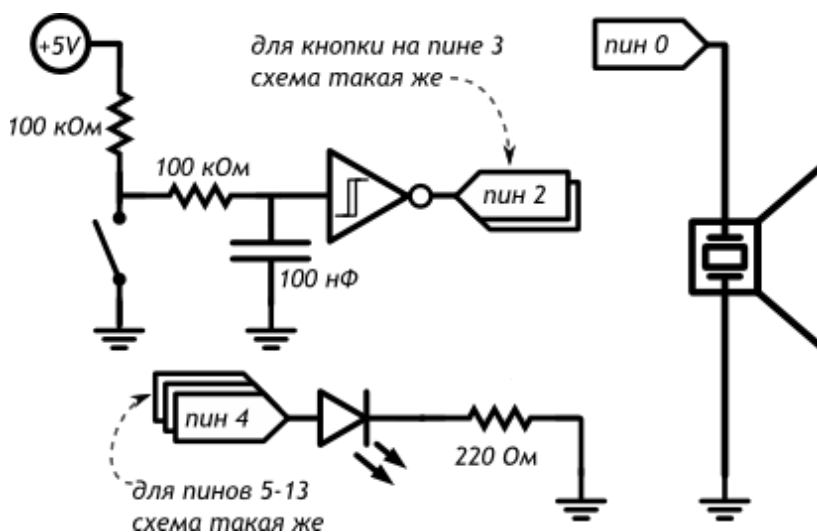 +5V
для кнопки на пине 3
схема такая же
пин 0
100 кОм
100 кОм
пин 2
100 нФ
пин 4
220 Ом
для пинов 5-13
схема такая же